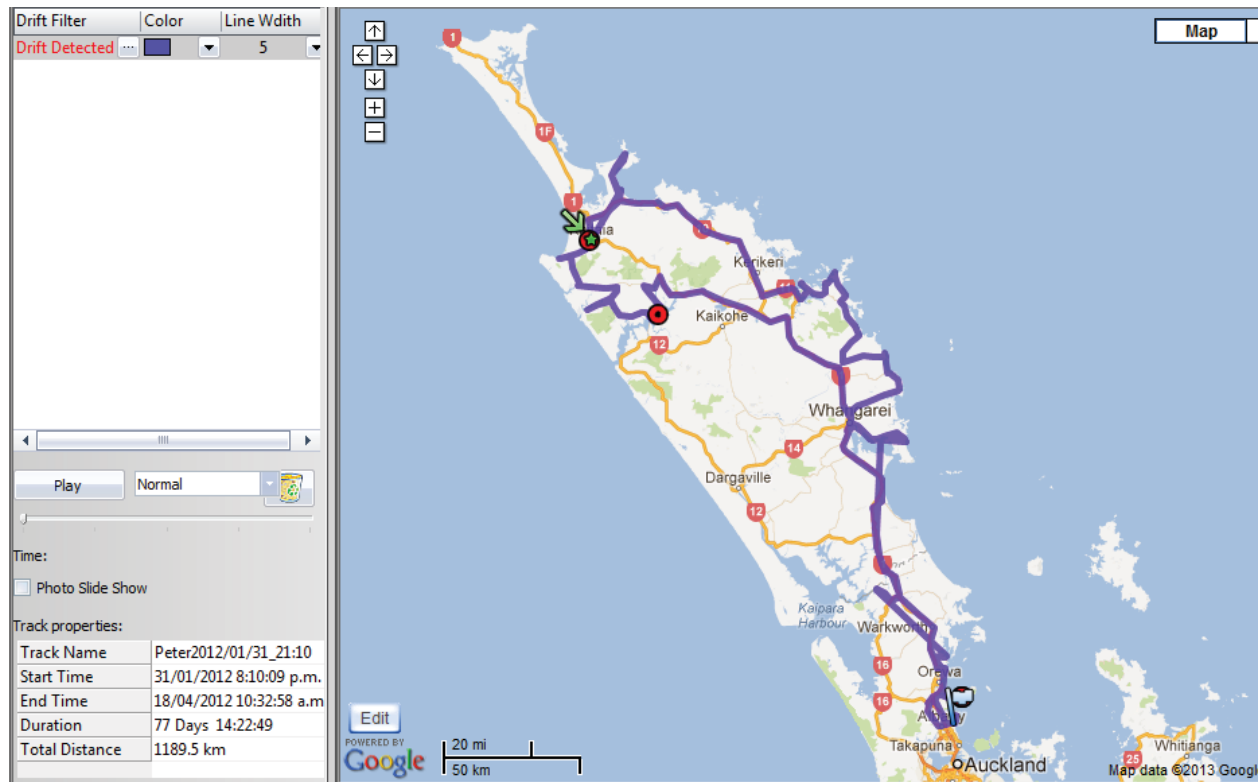 Drift Filter Color Line Wdith
Drift Detected ... 5
Play Normal
Time:
Photo Slide Show
Track properties:
Track Name Peter2012/01/31_21:10
Start Time 31/01/2012 8:10:09 p.m.
End Time 18/04/2012 10:32:58 a.m
Duration 77 Days 14:22:49
Total Distance 1189.5 km
Map
1
1F
1
Kerikeri
Kaikohe
12
Whangarei
14
Dargaville
12
Kaipara
Harbour
Warkworth
16
Orewa
16
Albany
Takapuna
Auckland
Whitianga
25
Edit
POWERED BY
Google
20 mi
50 km
Map data ©2013 Googl